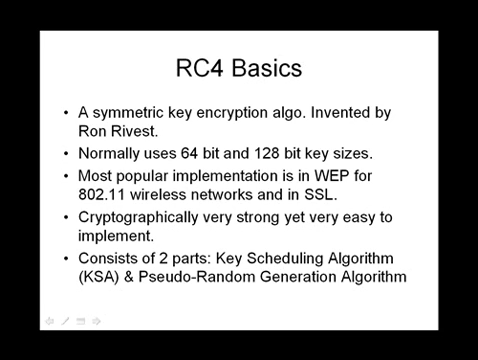 RC4 Basics
• A symmetric key encryption algo. Invented by
Ron Rivest.
• Normally uses 64 bit and 128 bit key sizes.
• Most popular implementation is in WEP for
802.11 wireless networks and in SSL.
• Cryptographically very strong yet very easy to
implement.
• Consists of 2 parts: Key Scheduling Algorithm
(KSA) & Pseudo-Random Generation Algorithm